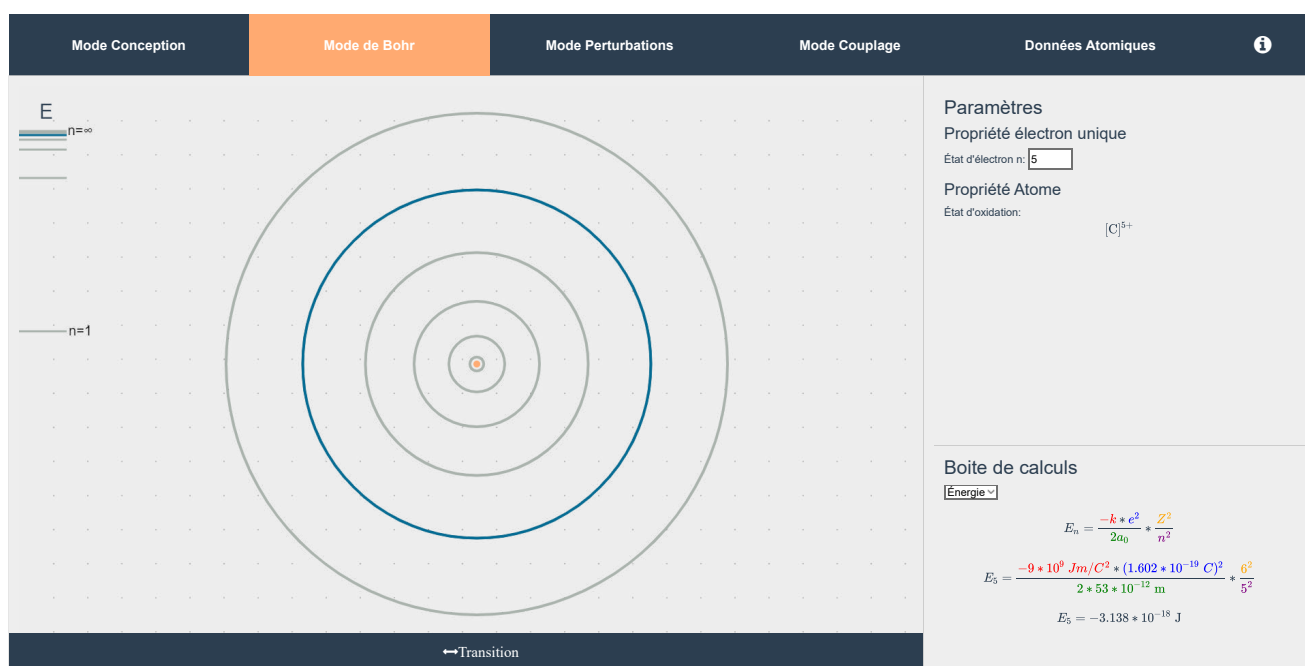 Mode Conception
Mode de Bohr
Mode Perturbations
Mode Couplage
Données Atomiques
E
n=∞
n=1
↔Transition
Paramètres
Propriété électron unique
État d'électron n: 5
Propriété Atome
État d'oxidation:
[C]⁵⁺
Boite de calculs
Énergie
Eₙ = (−k ∗ e²)/(2a₀) ∗ Z²/n²
E₅ = (−9 ∗ 10⁹ Jm/C² ∗ (1.602 ∗ 10⁻¹⁹ C)²)/(2 ∗ 53 ∗ 10⁻¹² m) ∗ 6²/5²
E₅ = −3.138 ∗ 10⁻¹⁸ J